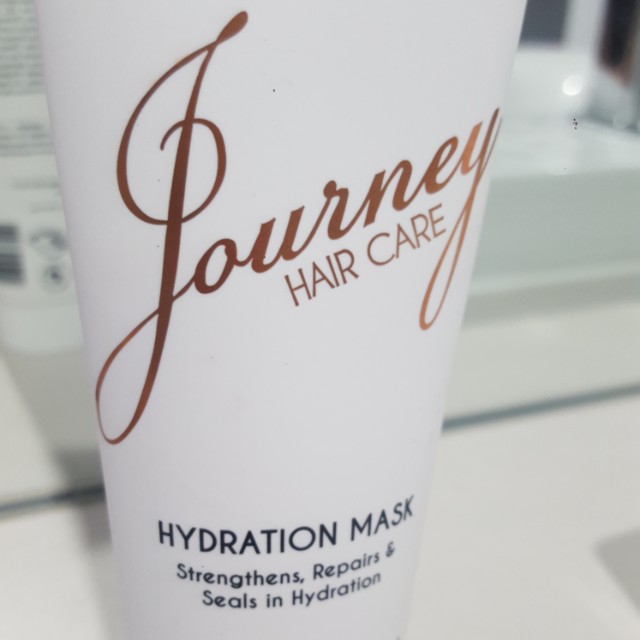 Journey
HAIR CARE
HYDRATION MASK
Strengthens, Repairs &
Seals in Hydration